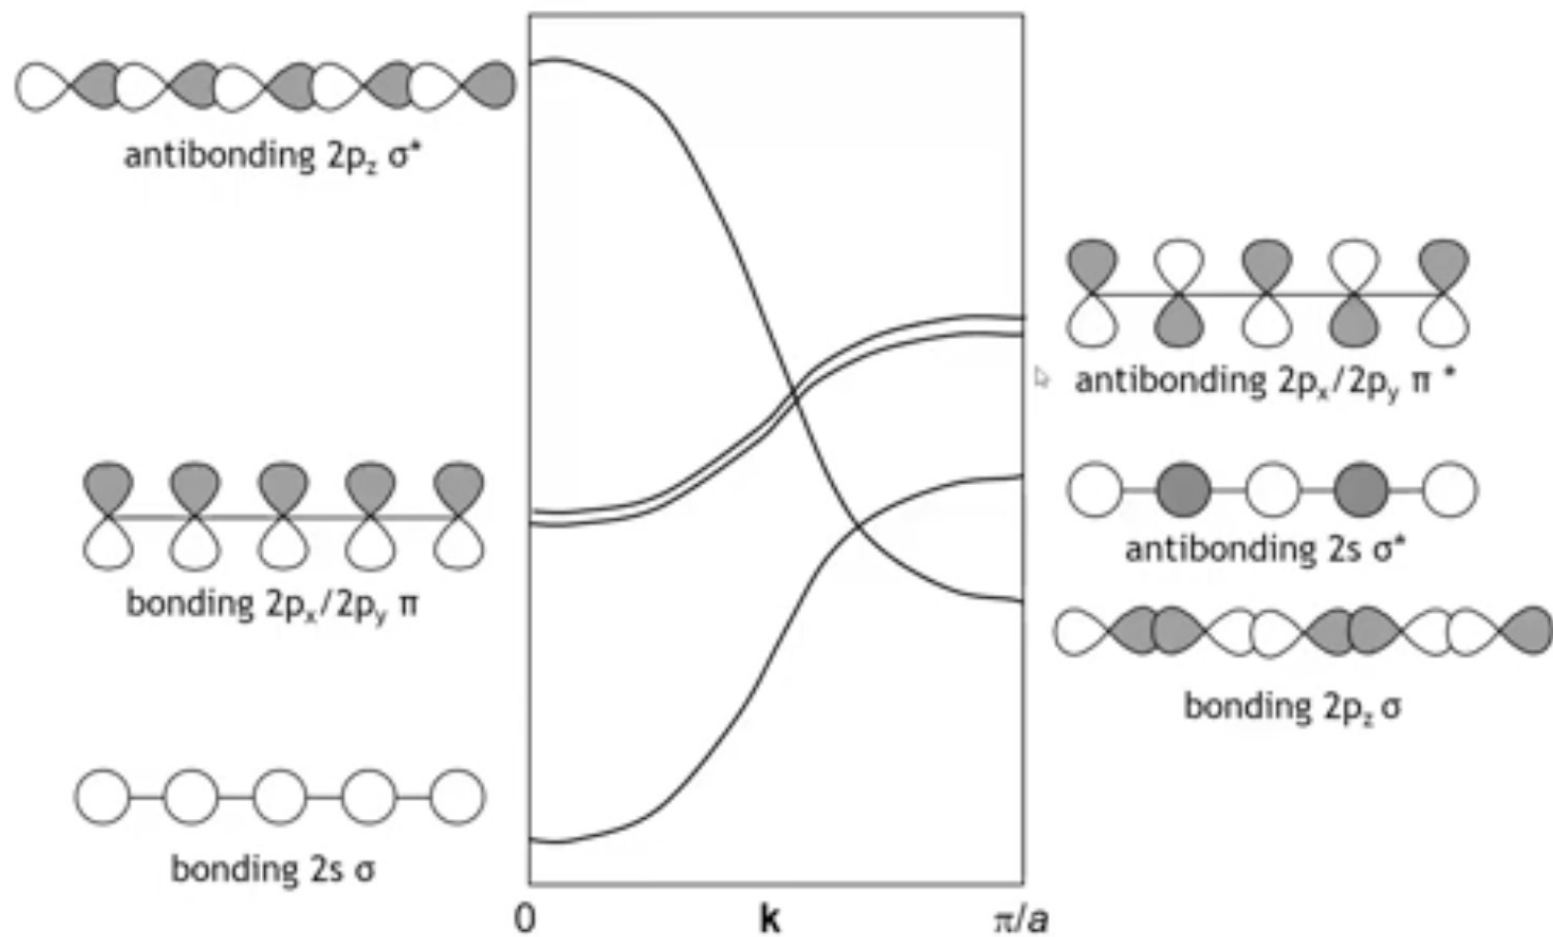 antibonding 2pz σ*
antibonding 2px/2py π *
antibonding 2s σ*
bonding 2px/2py π
bonding 2pz σ
bonding 2s σ
0
k
π/a